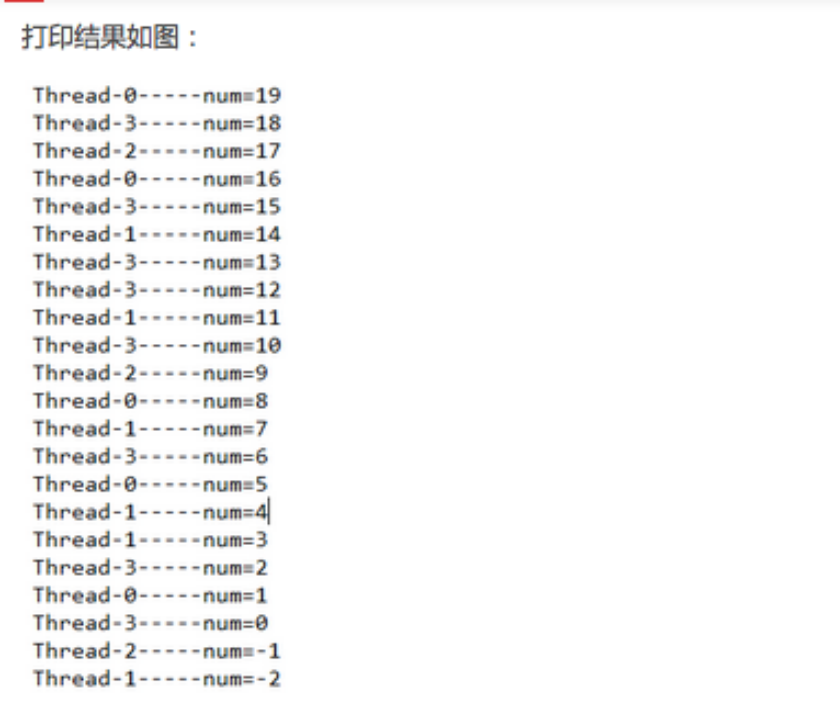 打印结果如图：
Thread-0-----num=19
Thread-3-----num=18
Thread-2-----num=17
Thread-0-----num=16
Thread-3-----num=15
Thread-1-----num=14
Thread-3-----num=13
Thread-3-----num=12
Thread-1-----num=11
Thread-3-----num=10
Thread-2-----num=9
Thread-0-----num=8
Thread-1-----num=7
Thread-3-----num=6
Thread-0-----num=5
Thread-1-----num=4
Thread-1-----num=3
Thread-3-----num=2
Thread-0-----num=1
Thread-3-----num=0
Thread-2-----num=-1
Thread-1-----num=-2